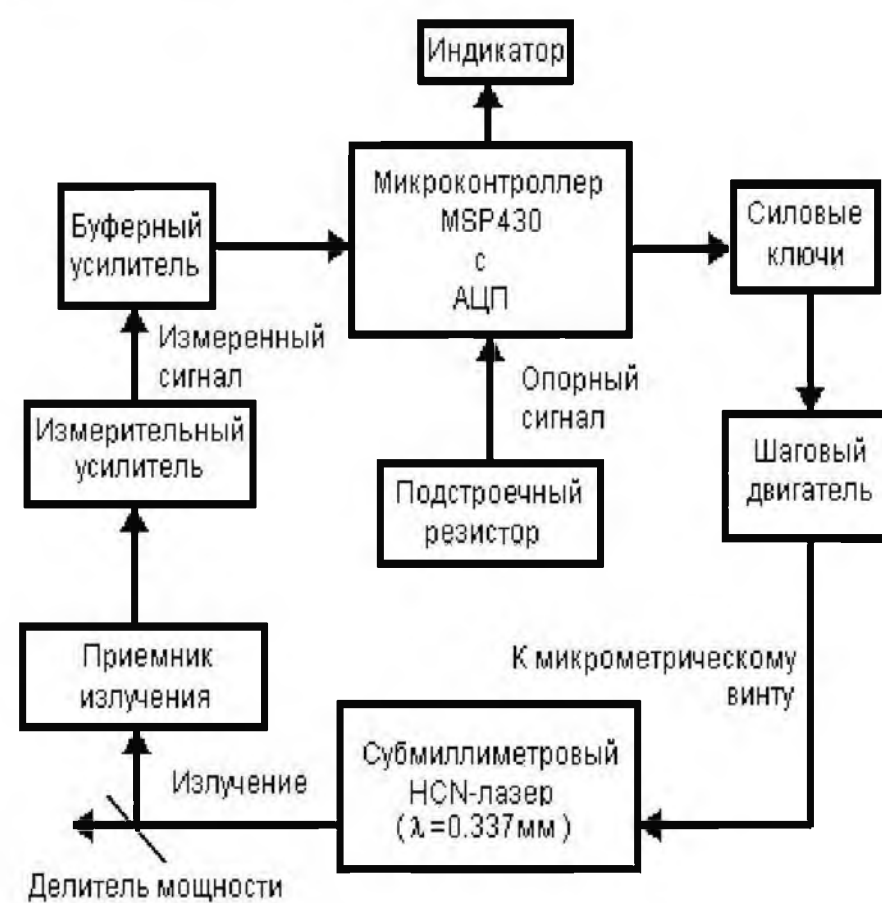 Индикатор
Микроконтроллер
MSP430
с
АЦП
Буферный
усилитель
Силовые
ключи
Измеренный
сигнал
Опорный
сигнал
Измерительный
усилитель
Подстроечный
резистор
Шаговый
двигатель
Приемник
излучения
К микрометрическому
винту
Излучение
Субмиллиметровый
HCN-лазер
(λ=0.337мм)
Делитель мощности